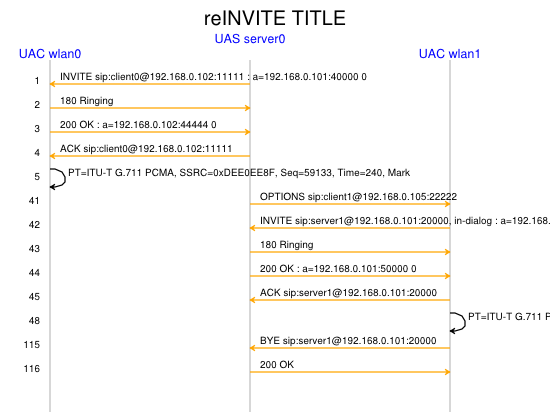 reINVITE TITLE
UAS server0
UAC wlan0
UAC wlan1
1 INVITE sip:client0@192.168.0.102:11111 : a=192.168.0.101:40000 0
2 180 Ringing
3 200 OK : a=192.168.0.102:44444 0
4 ACK sip:client0@192.168.0.102:11111
5 PT=ITU-T G.711 PCMA, SSRC=0xDEE0EE8F, Seq=59133, Time=240, Mark
41 OPTIONS sip:client1@192.168.0.105:22222
42 INVITE sip:server1@192.168.0.101:20000, in-dialog : a=192.168.
43 180 Ringing
44 200 OK : a=192.168.0.101:50000 0
45 ACK sip:server1@192.168.0.101:20000
48 PT=ITU-T G.711 P
115 BYE sip:server1@192.168.0.101:20000
116 200 OK